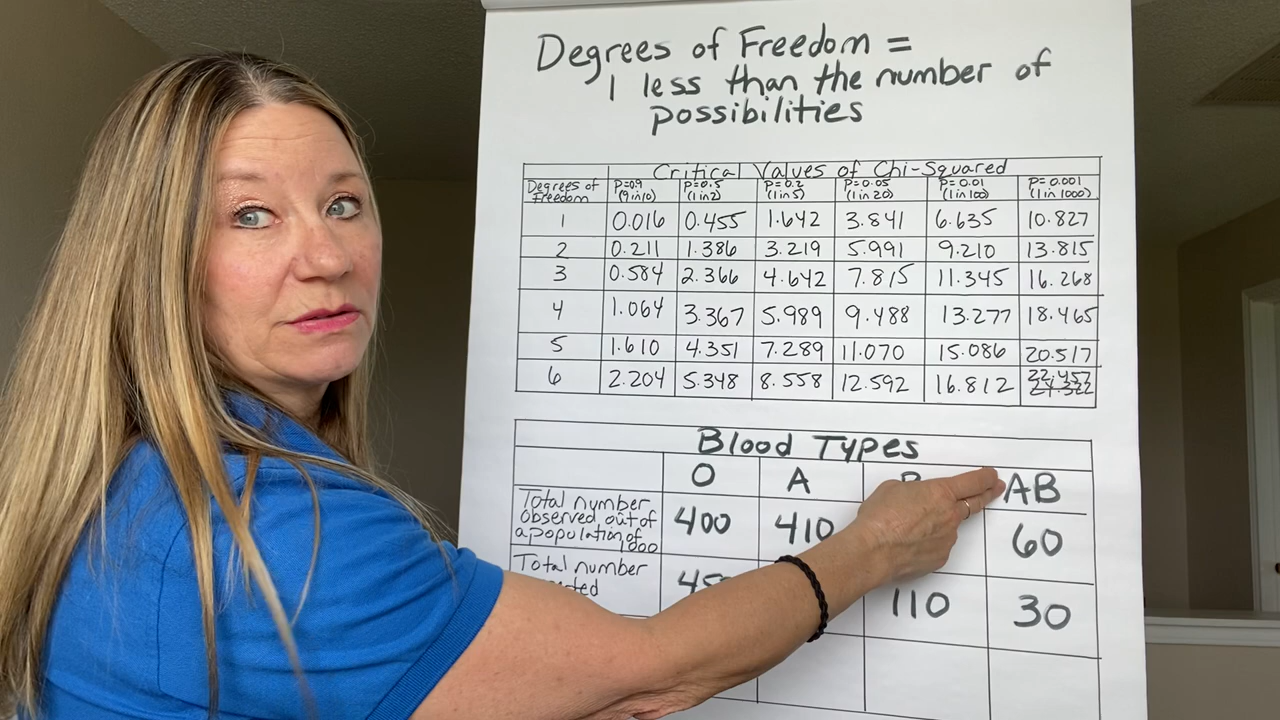 Degrees of Freedom =
1 less than the number of
possibilities
Critical Values of Chi-Squared
Degrees of Freedom P=0.9 (9 in 10) P=0.5 (1 in 2) P=0.2 (1 in 5) P=0.05 (1 in 20) P=0.01 (1 in 100) P=0.001 (1 in 1000)
1 0.016 0.455 1.642 3.841 6.635 10.827
2 0.211 1.386 3.219 5.991 9.210 13.815
3 0.584 2.366 4.642 7.815 11.345 16.268
4 1.064 3.367 5.989 9.488 13.277 18.465
5 1.610 4.351 7.289 11.070 15.086 20.517
6 2.204 5.348 8.558 12.592 16.812 22.457
Blood Types
O A AB
Total number
observed out of
a population of
1000
400 410 60
Total number
110 30